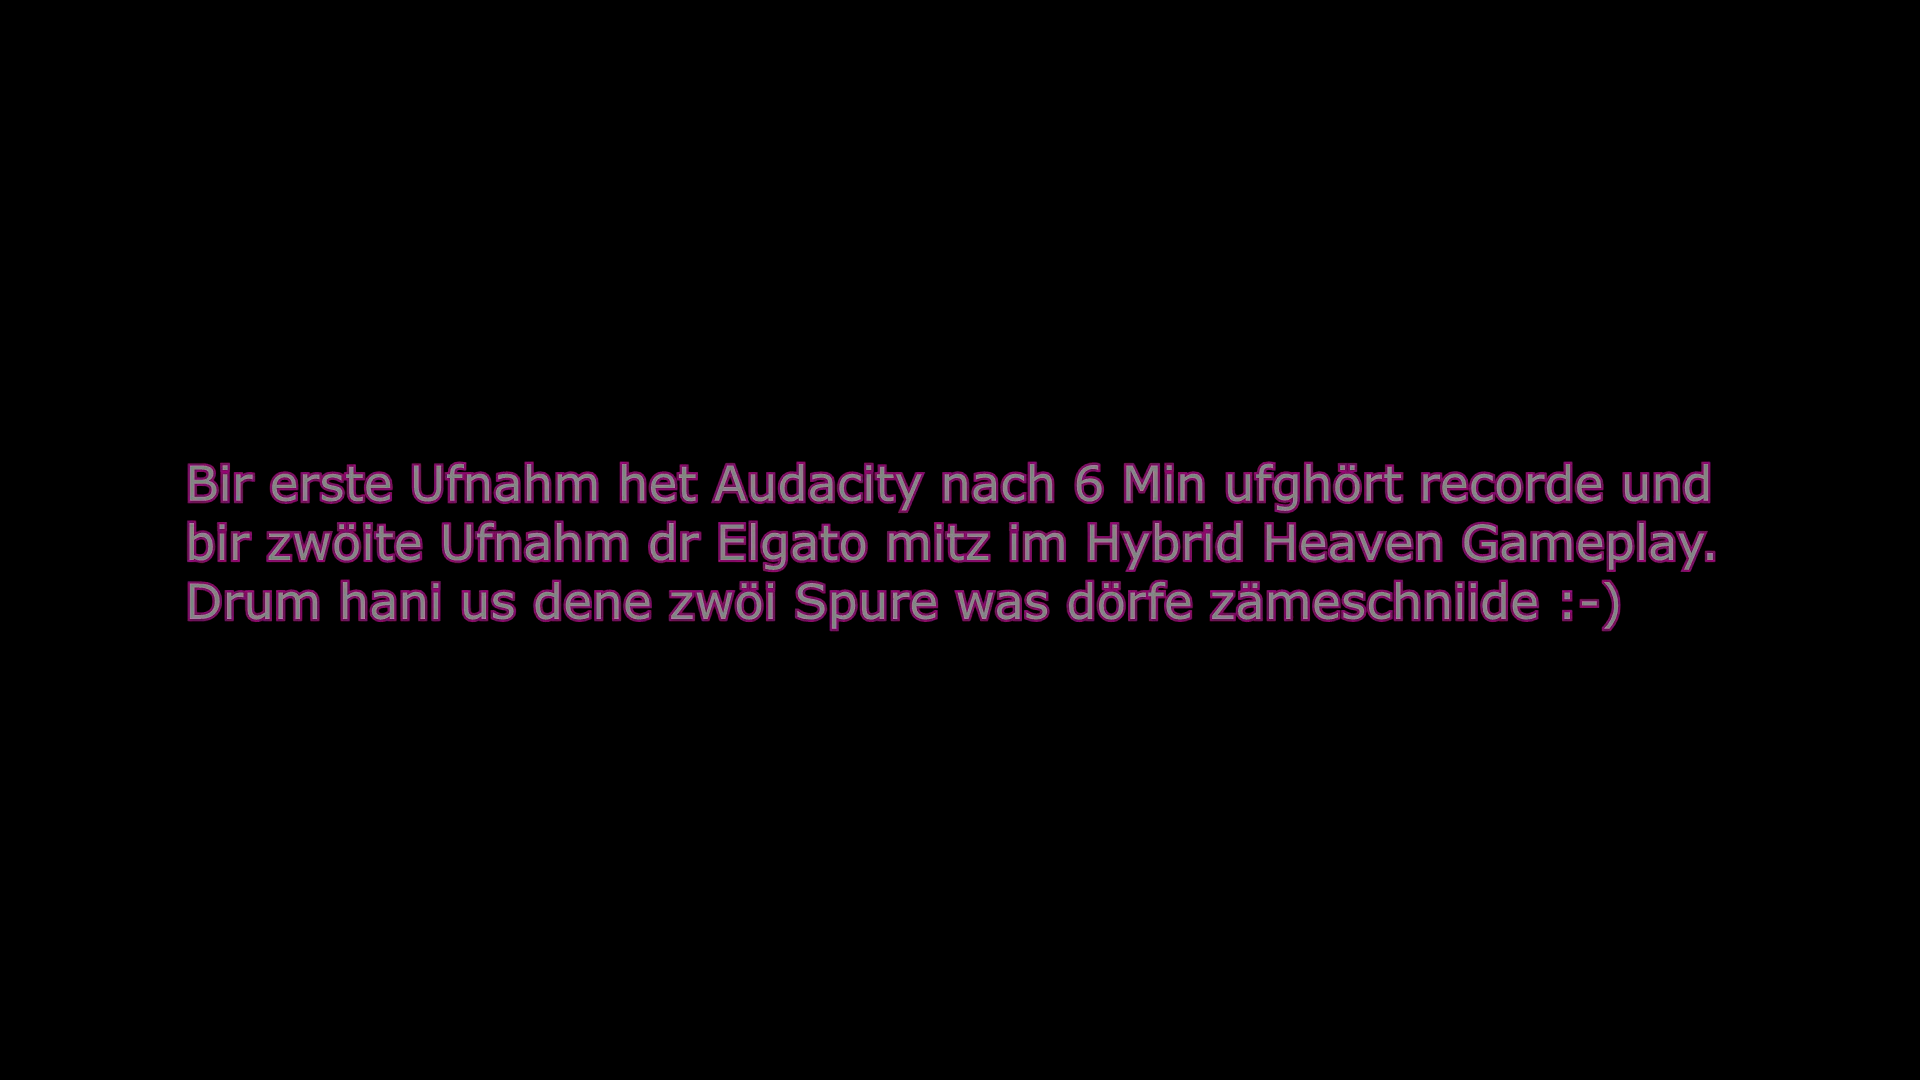 Bir erste Ufnahm het Audacity nach 6 Min ufghört recorde und
bir zwöite Ufnahm dr Elgato mitz im Hybrid Heaven Gameplay.
Drum hani us dene zwöi Spure was dörfe zämeschniide :-)